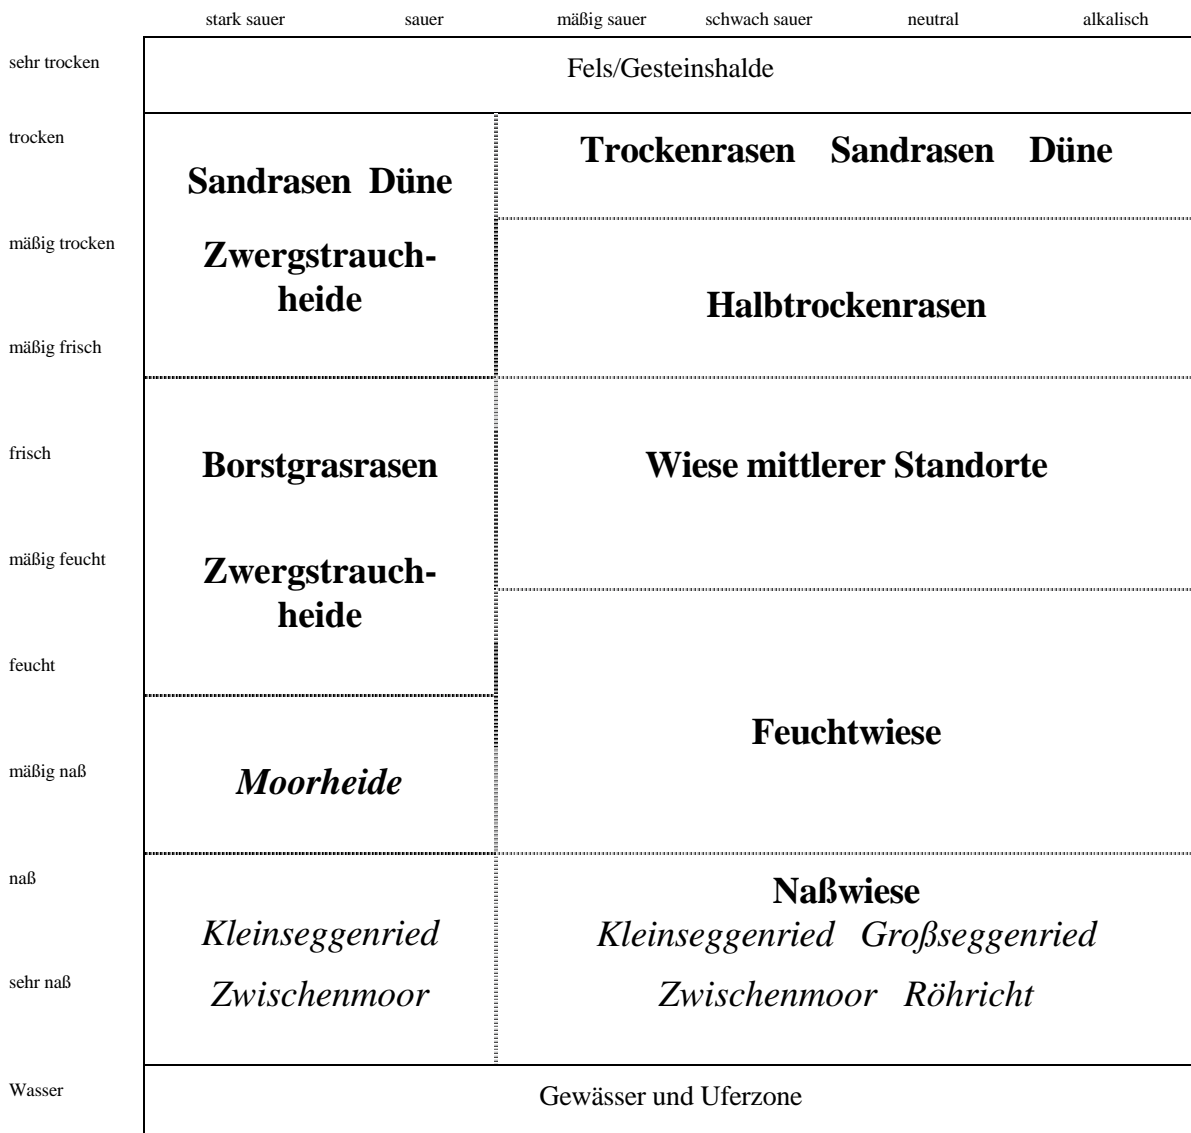 stark sauer sauer mäßig sauer schwach sauer neutral alkalisch
sehr trocken
Fels/Gesteinshalde
trocken
Trockenrasen Sandrasen Düne
Sandrasen Düne
mäßig trocken
Zwergstrauch-
heide
Halbtrockenrasen
mäßig frisch
frisch
Borstgrasrasen
Wiese mittlerer Standorte
mäßig feucht
Zwergstrauch-
heide
feucht
Feuchtwiese
mäßig naß
Moorheide
naß
Naßwiese
Kleinseggenried
Kleinseggenried Großseggenried
sehr naß
Zwischenmoor
Zwischenmoor Röhricht
Wasser
Gewässer und Uferzone